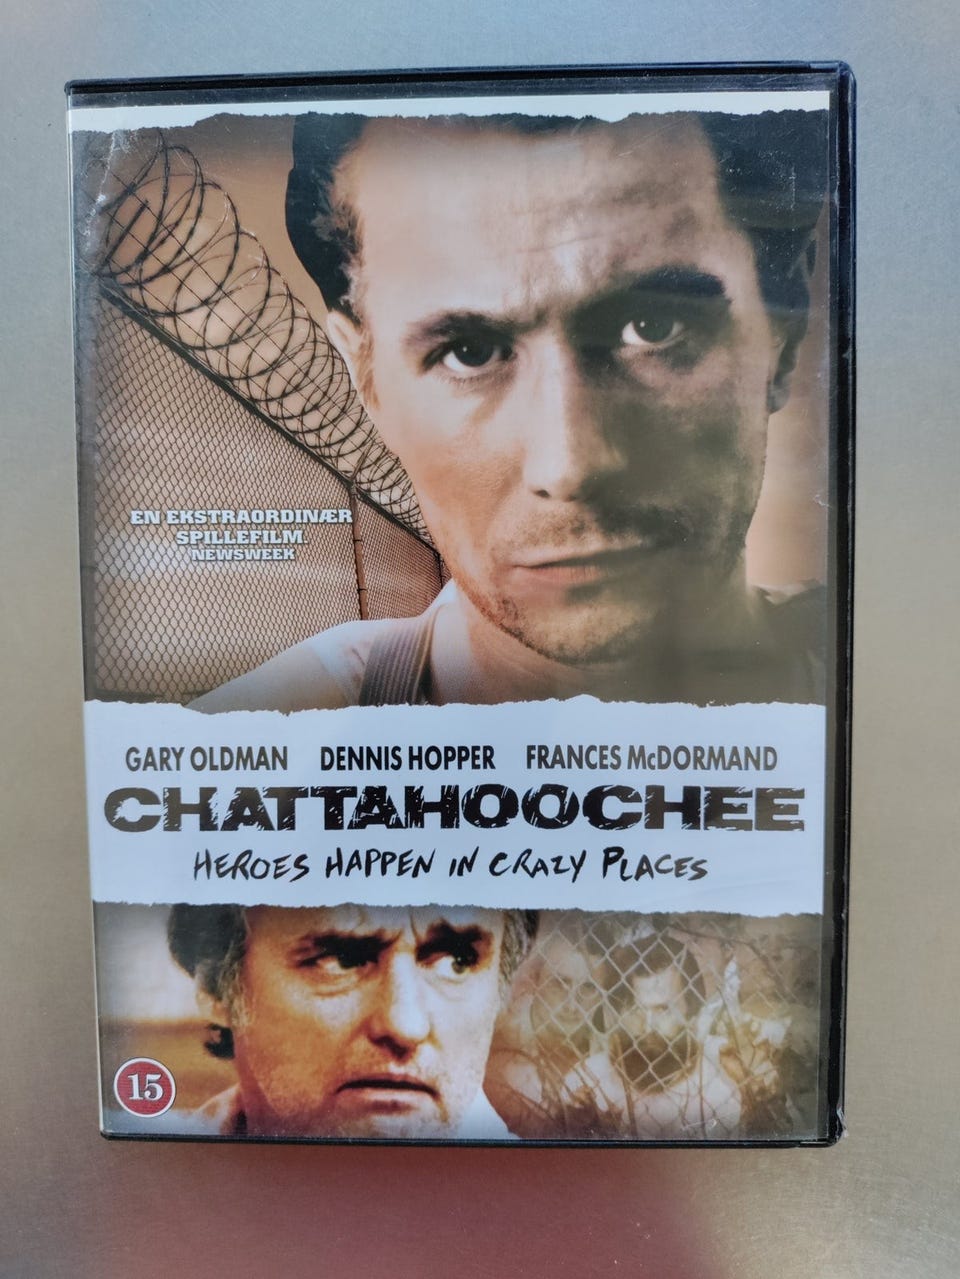 EN EKSTRAORDINÆR
SPILLEFILM
NEWSWEEK
GARY OLDMAN DENNIS HOPPER FRANCES McDORMAND
CHATTAHOOCHEE
HEROES HAPPEN IN CRAZY PLACES
15